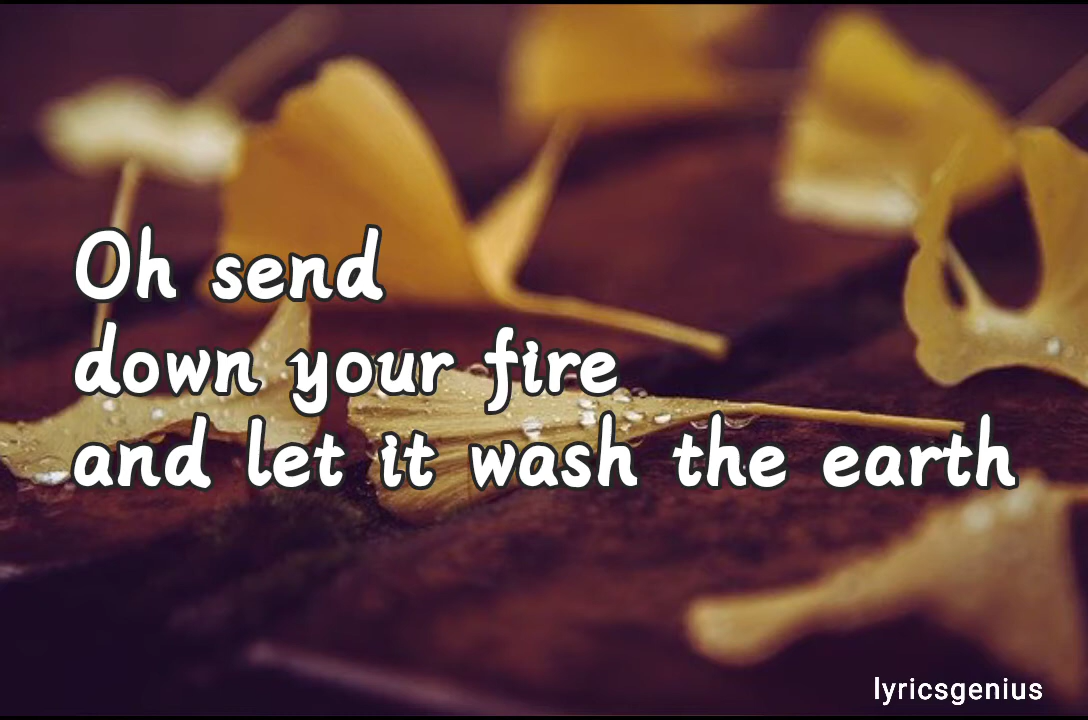 Oh send
down your fire
and let it wash the earth
lyricsgenius